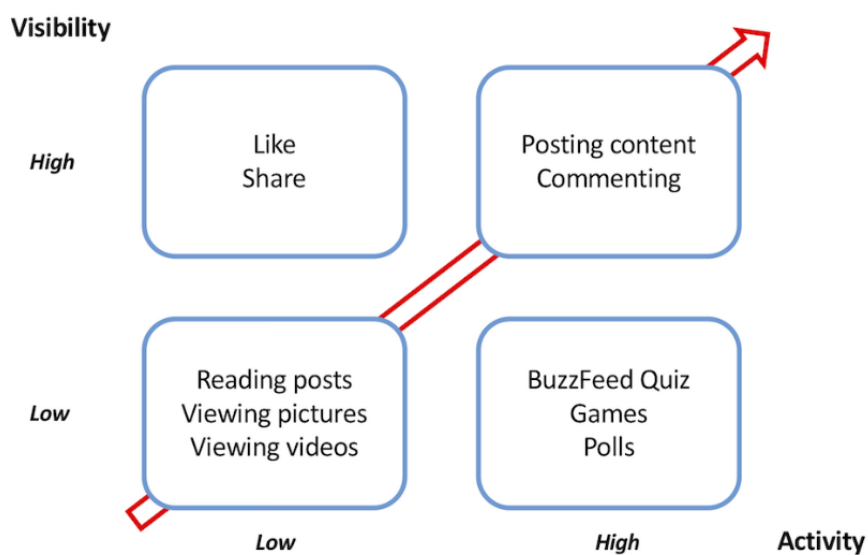 Visibility
High
Like
Share
Posting content
Commenting
Low
Reading posts
Viewing pictures
Viewing videos
BuzzFeed Quiz
Games
Polls
Low
High
Activity